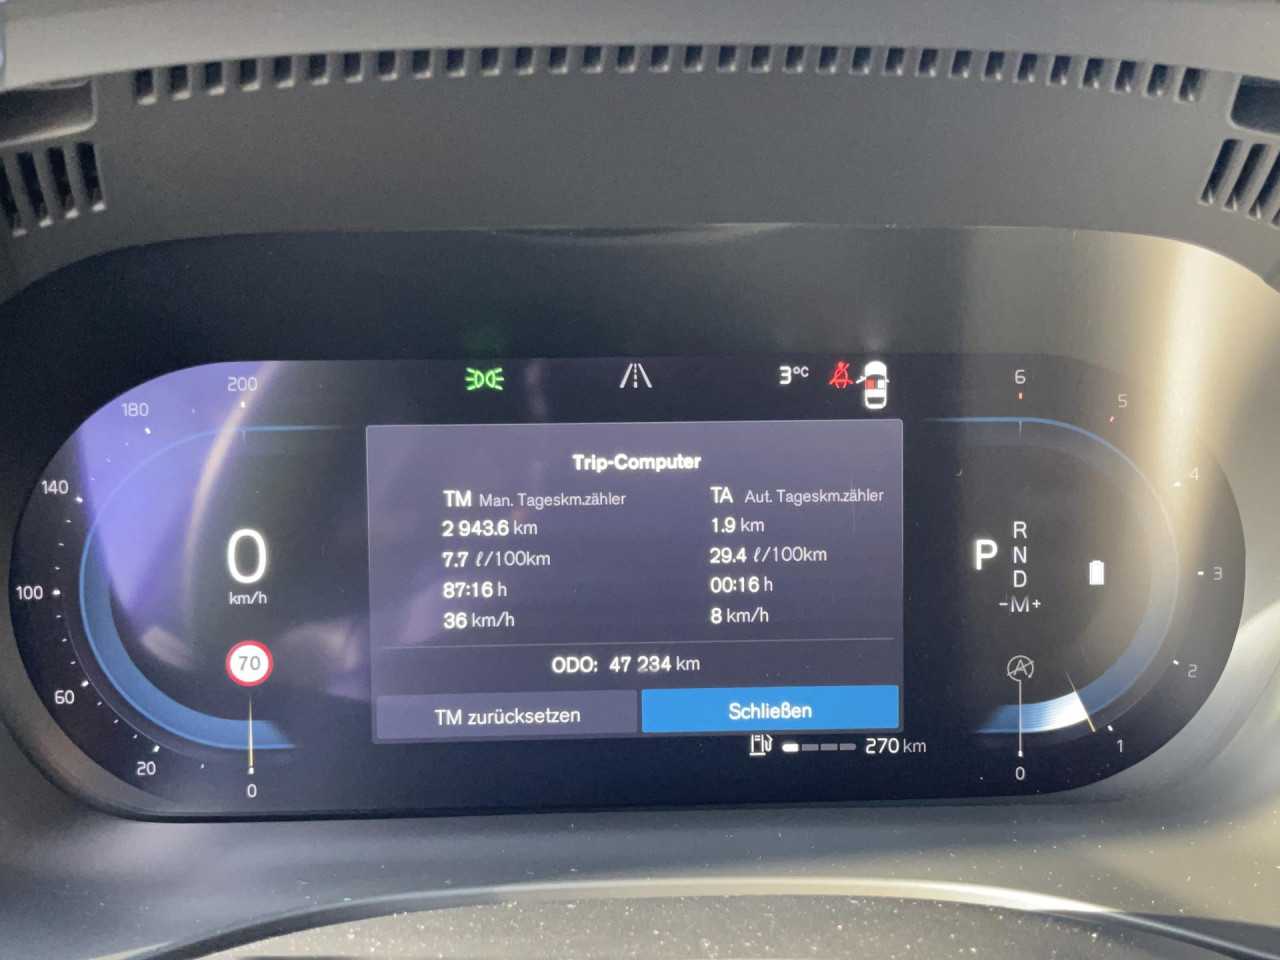 200
180
140
100
60
20
0
0
km/h
70
3°C
6
5
4
3
2
1
0
Trip-Computer
TM Man. Tageskm.zähler
2 943.6 km
7.7 ℓ/100km
87:16 h
36 km/h
TA Aut. Tageskm.zähler
1.9 km
29.4 ℓ/100km
00:16 h
8 km/h
ODO: 47 234 km
TM zurücksetzen
Schließen
270 km
P
R
N
D
-M+
A